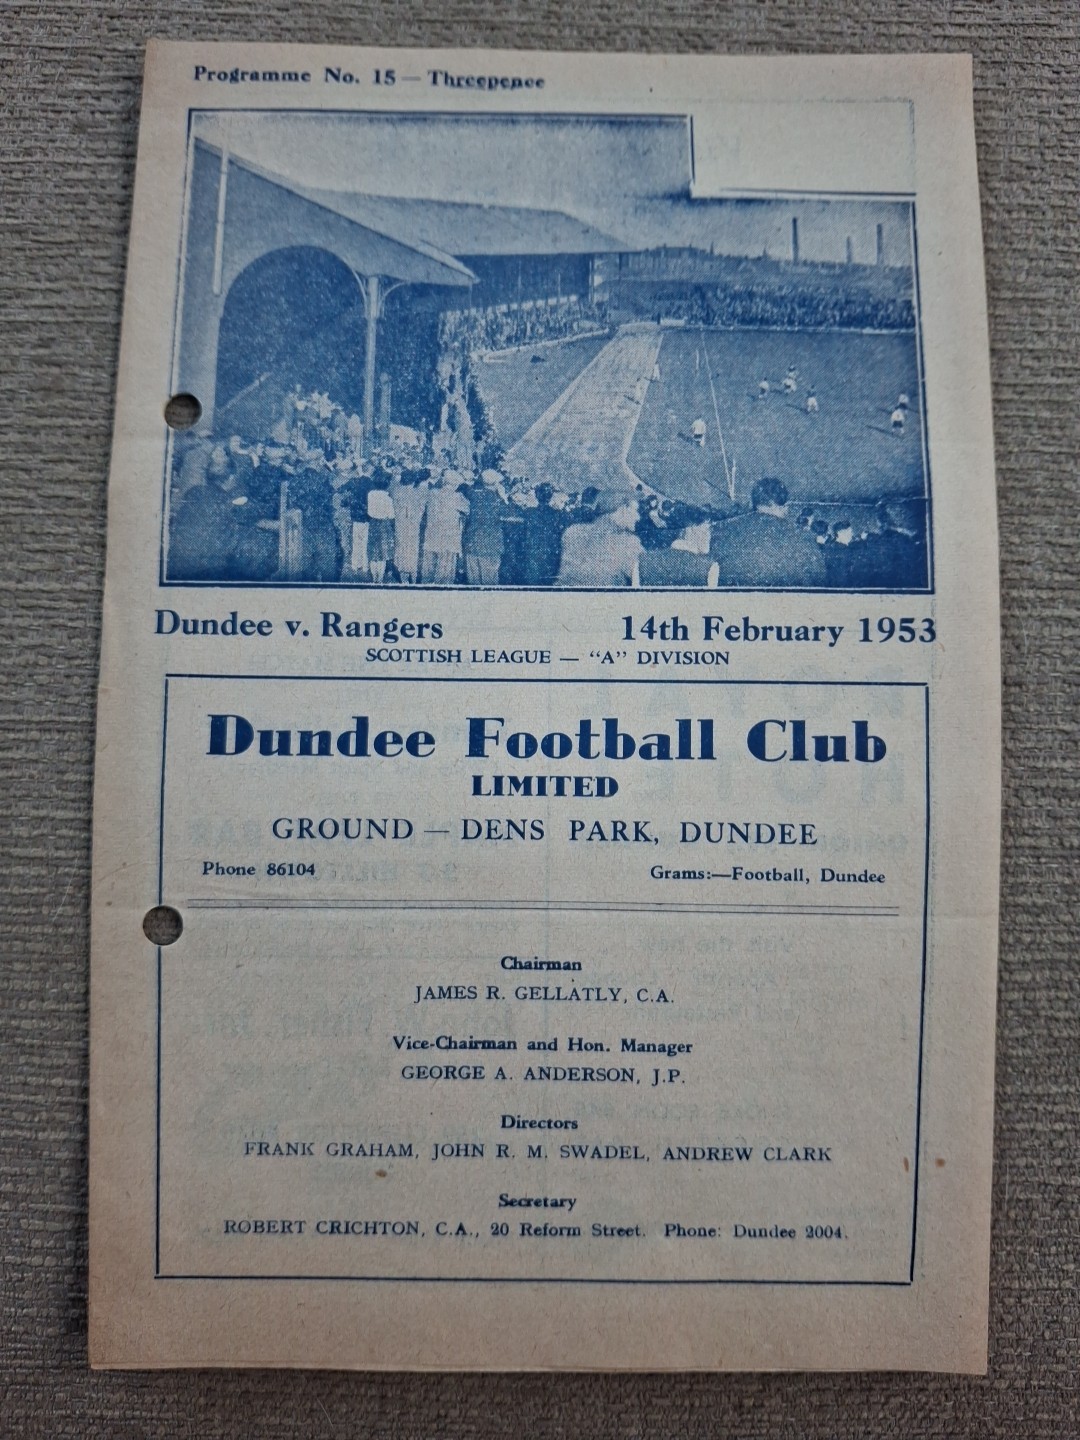 Programme No. 15 — Threepence
Dundee v. Rangers 14th February 1953
SCOTTISH LEAGUE — "A" DIVISION
Dundee Football Club
LIMITED
GROUND — DENS PARK, DUNDEE
Phone 86104 Grams:—Football, Dundee
Chairman
JAMES R. GELLATLY, C.A.
Vice-Chairman and Hon. Manager
GEORGE A. ANDERSON, J.P.
Directors
FRANK GRAHAM, JOHN R. M. SWADEL, ANDREW CLARK
Secretary
ROBERT CRICHTON, C.A., 20 Reform Street. Phone: Dundee 2004.